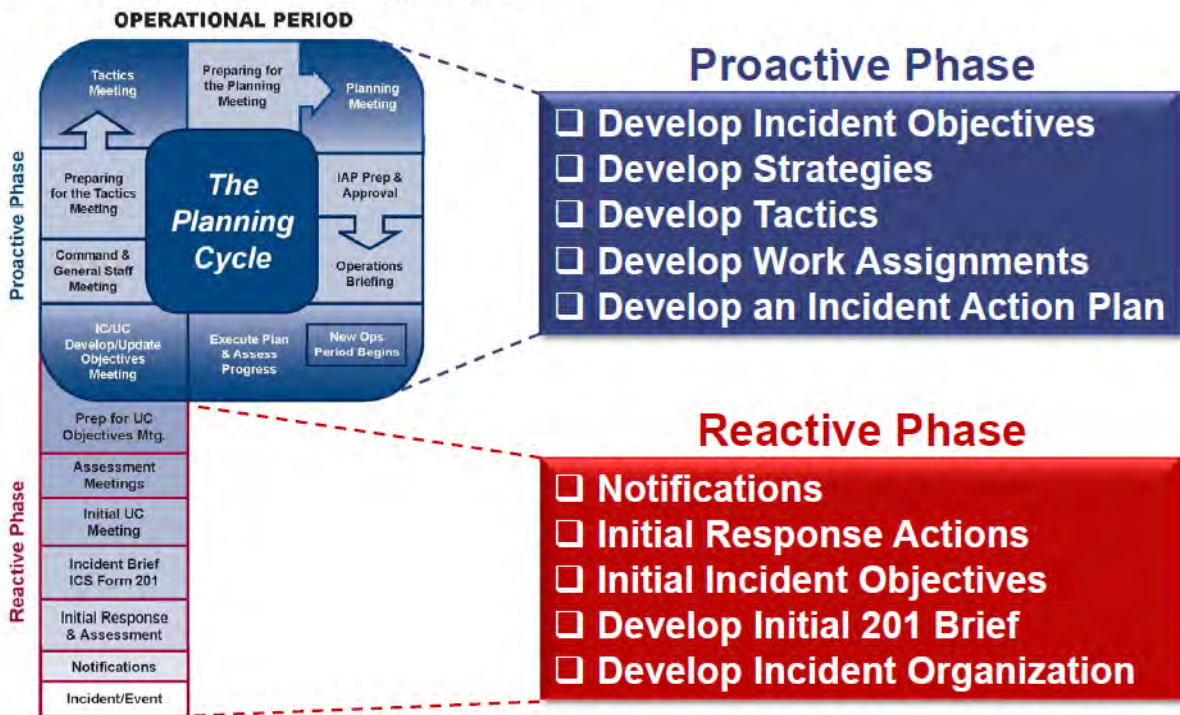 OPERATIONAL PERIOD
Proactive Phase
Tactics
Meeting
Preparing for
the Planning
Meeting
Planning
Meeting
Preparing
for the Tactics
Meeting
The
Planning
Cycle
IAP Prep &
Approval
Command &
General Staff
Meeting
Operations
Briefing
IC/UC
Develop/Update
Objectives
Meeting
Execute Plan
& Assess
Progress
New Ops
Period Begins
Reactive Phase
Prep for UC
Objectives Mtg.
Assessment
Meetings
Initial UC
Meeting
Incident Brief
ICS Form 201
Initial Response
& Assessment
Notifications
Incident/Event
Proactive Phase
❑ Develop Incident Objectives
❑ Develop Strategies
❑ Develop Tactics
❑ Develop Work Assignments
❑ Develop an Incident Action Plan
Reactive Phase
❑ Notifications
❑ Initial Response Actions
❑ Initial Incident Objectives
❑ Develop Initial 201 Brief
❑ Develop Incident Organization